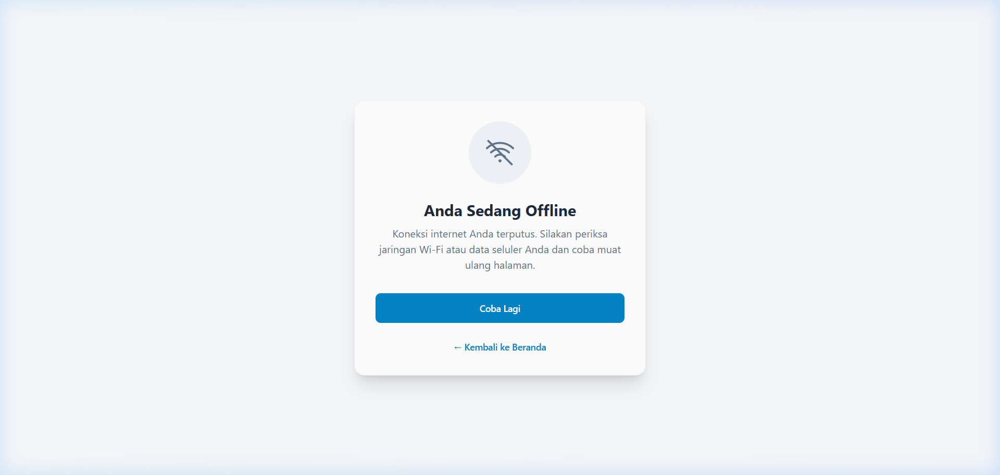 Anda Sedang Offline
Koneksi internet Anda terputus. Silakan periksa
jaringan Wi-Fi atau data seluler Anda dan coba muat
ulang halaman.
Coba Lagi
← Kembali ke Beranda